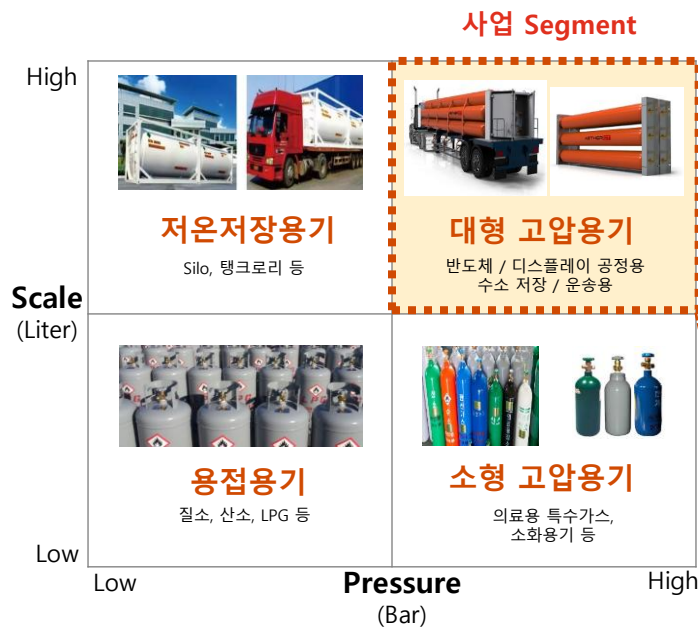 사업 Segment
High
저온저장용기
Silo, 탱크로리 등
대형 고압용기
반도체 / 디스플레이 공정용
수소 저장 / 운송용
Scale
(Liter)
용접용기
질소, 산소, LPG 등
소형 고압용기
의료용 특수가스,
소화용기 등
Low
Low
Pressure
(Bar)
High